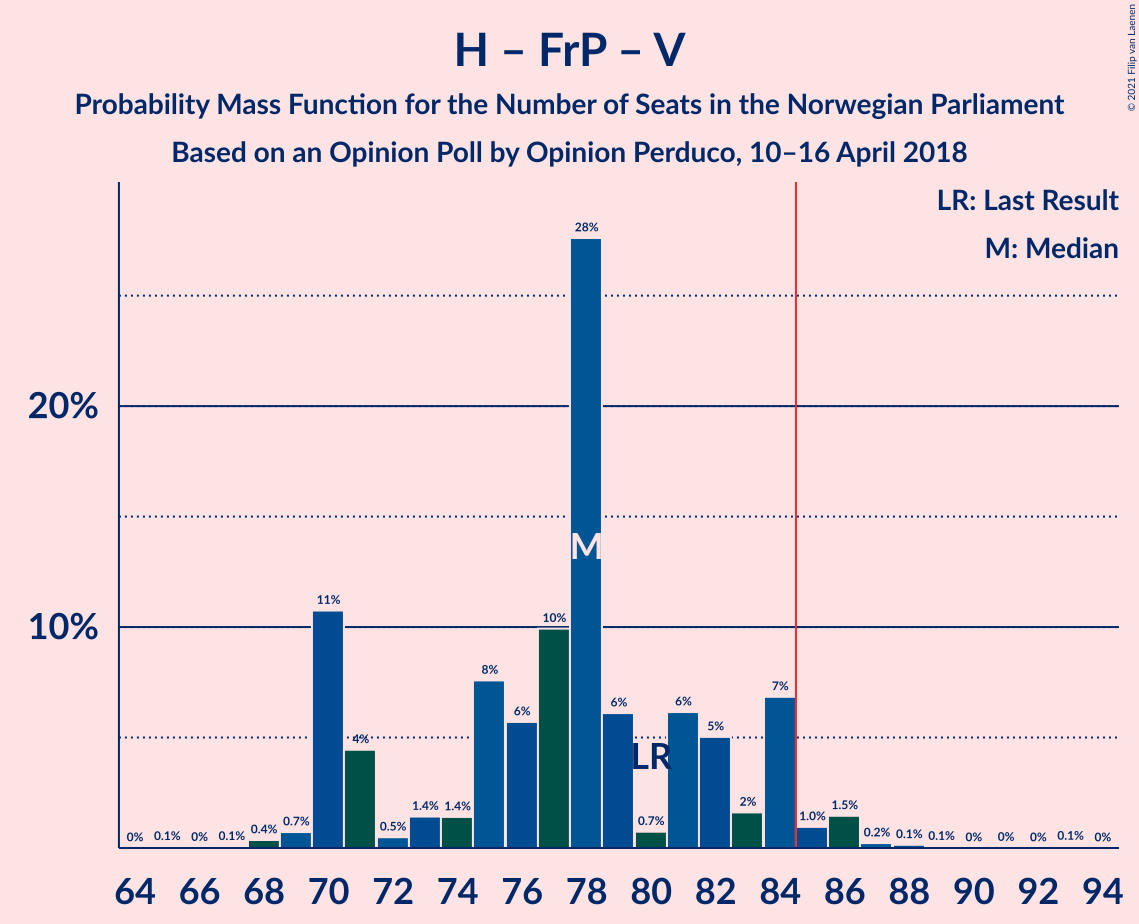 H – FrP – V
Probability Mass Function for the Number of Seats in the Norwegian Parliament
Based on an Opinion Poll by Opinion Perduco, 10–16 April 2018
© 2021 Filip van Laenen
LR: Last Result
M: Median
20%
10%
0% 0.1% 0% 0.1% 0.4% 0.7% 11% 4% 0.5% 1.4% 1.4% 8% 6% 10% 28% 6% 0.7% 6% 5% 2% 7% 1.0% 1.5% 0.2% 0.1% 0.1% 0% 0% 0% 0.1% 0%
M
LR
64 66 68 70 72 74 76 78 80 82 84 86 88 90 92 94